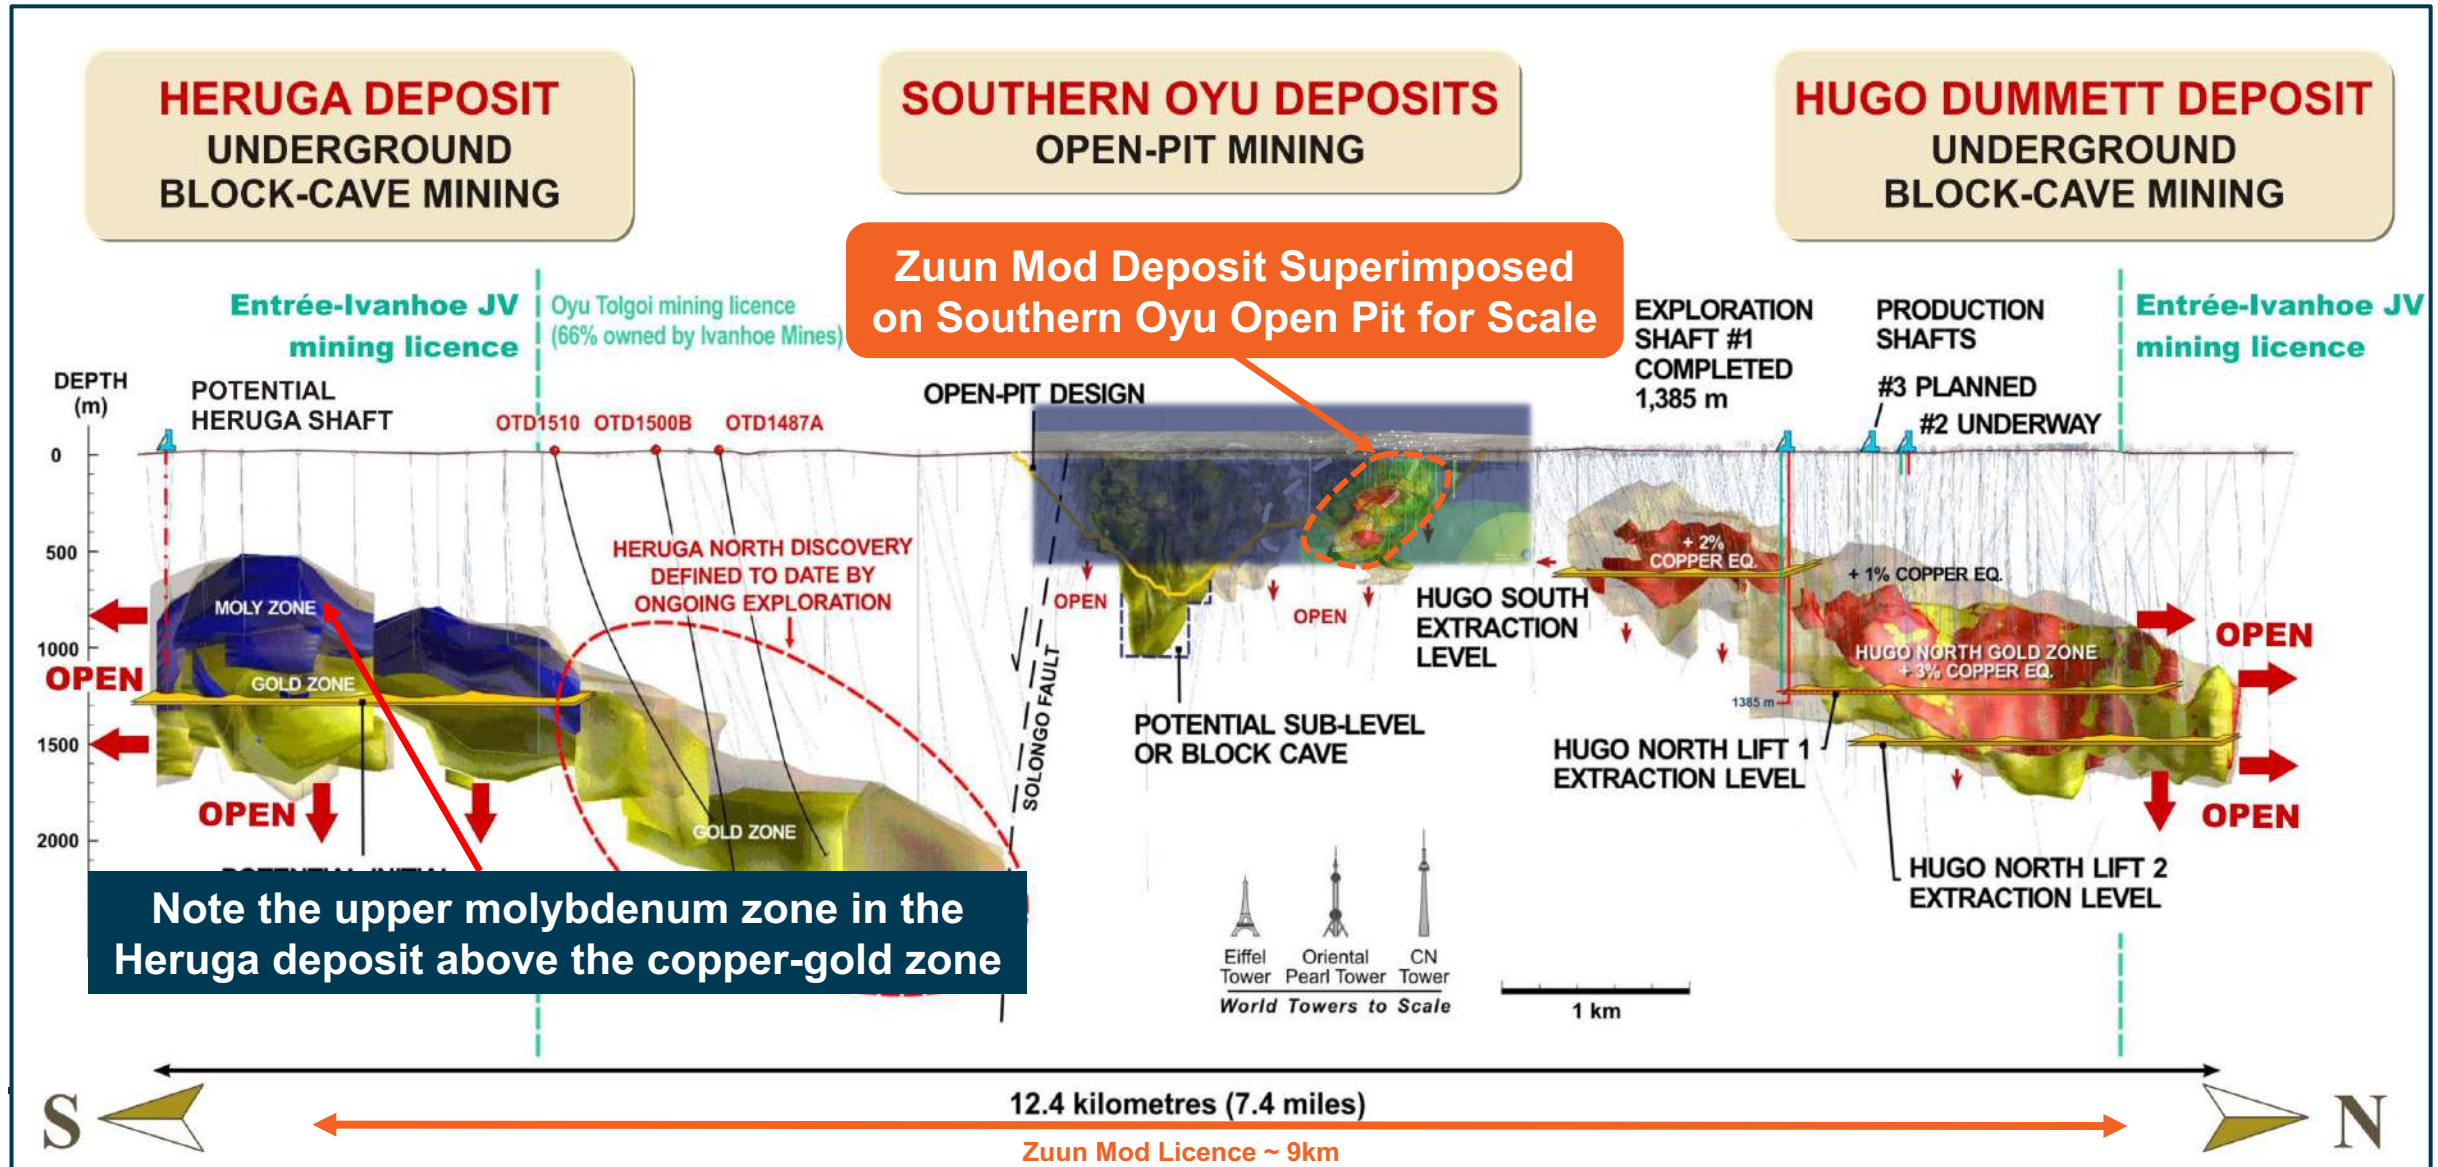 HERUGA DEPOSIT
UNDERGROUND
BLOCK-CAVE MINING
SOUTHERN OYU DEPOSITS
OPEN-PIT MINING
HUGO DUMMETT DEPOSIT
UNDERGROUND
BLOCK-CAVE MINING
Zuun Mod Deposit Superimposed
on Southern Oyu Open Pit for Scale
Entrée-Ivanhoe JV
mining licence
Oyu Tolgoi mining licence
(66% owned by Ivanhoe Mines)
EXPLORATION
SHAFT #1
COMPLETED
1,385 m
PRODUCTION
SHAFTS
#3 PLANNED
#2 UNDERWAY
Entrée-Ivanhoe JV
mining licence
DEPTH
(m)
POTENTIAL
HERUGA SHAFT
OTD1510
OTD1500B
OTD1487A
OPEN-PIT DESIGN
0
500
1000
1500
2000
HERUGA NORTH DISCOVERY
DEFINED TO DATE BY
ONGOING EXPLORATION
MOLY ZONE
GOLD ZONE
OPEN
OPEN
GOLD ZONE
SOLONGO FAULT
OPEN
OPEN
POTENTIAL SUB-LEVEL
OR BLOCK CAVE
HUGO SOUTH
EXTRACTION
LEVEL
+ 2%
COPPER EQ.
+ 1% COPPER EQ.
HUGO NORTH GOLD ZONE
+ 3% COPPER EQ.
1385 m
OPEN
OPEN
HUGO NORTH LIFT 1
EXTRACTION LEVEL
HUGO NORTH LIFT 2
EXTRACTION LEVEL
Note the upper molybdenum zone in the
Heruga deposit above the copper-gold zone
Eiffel
Tower
Oriental
Pearl Tower
CN
Tower
World Towers to Scale
1 km
S
12.4 kilometres (7.4 miles)
N
Zuun Mod Licence ~ 9km